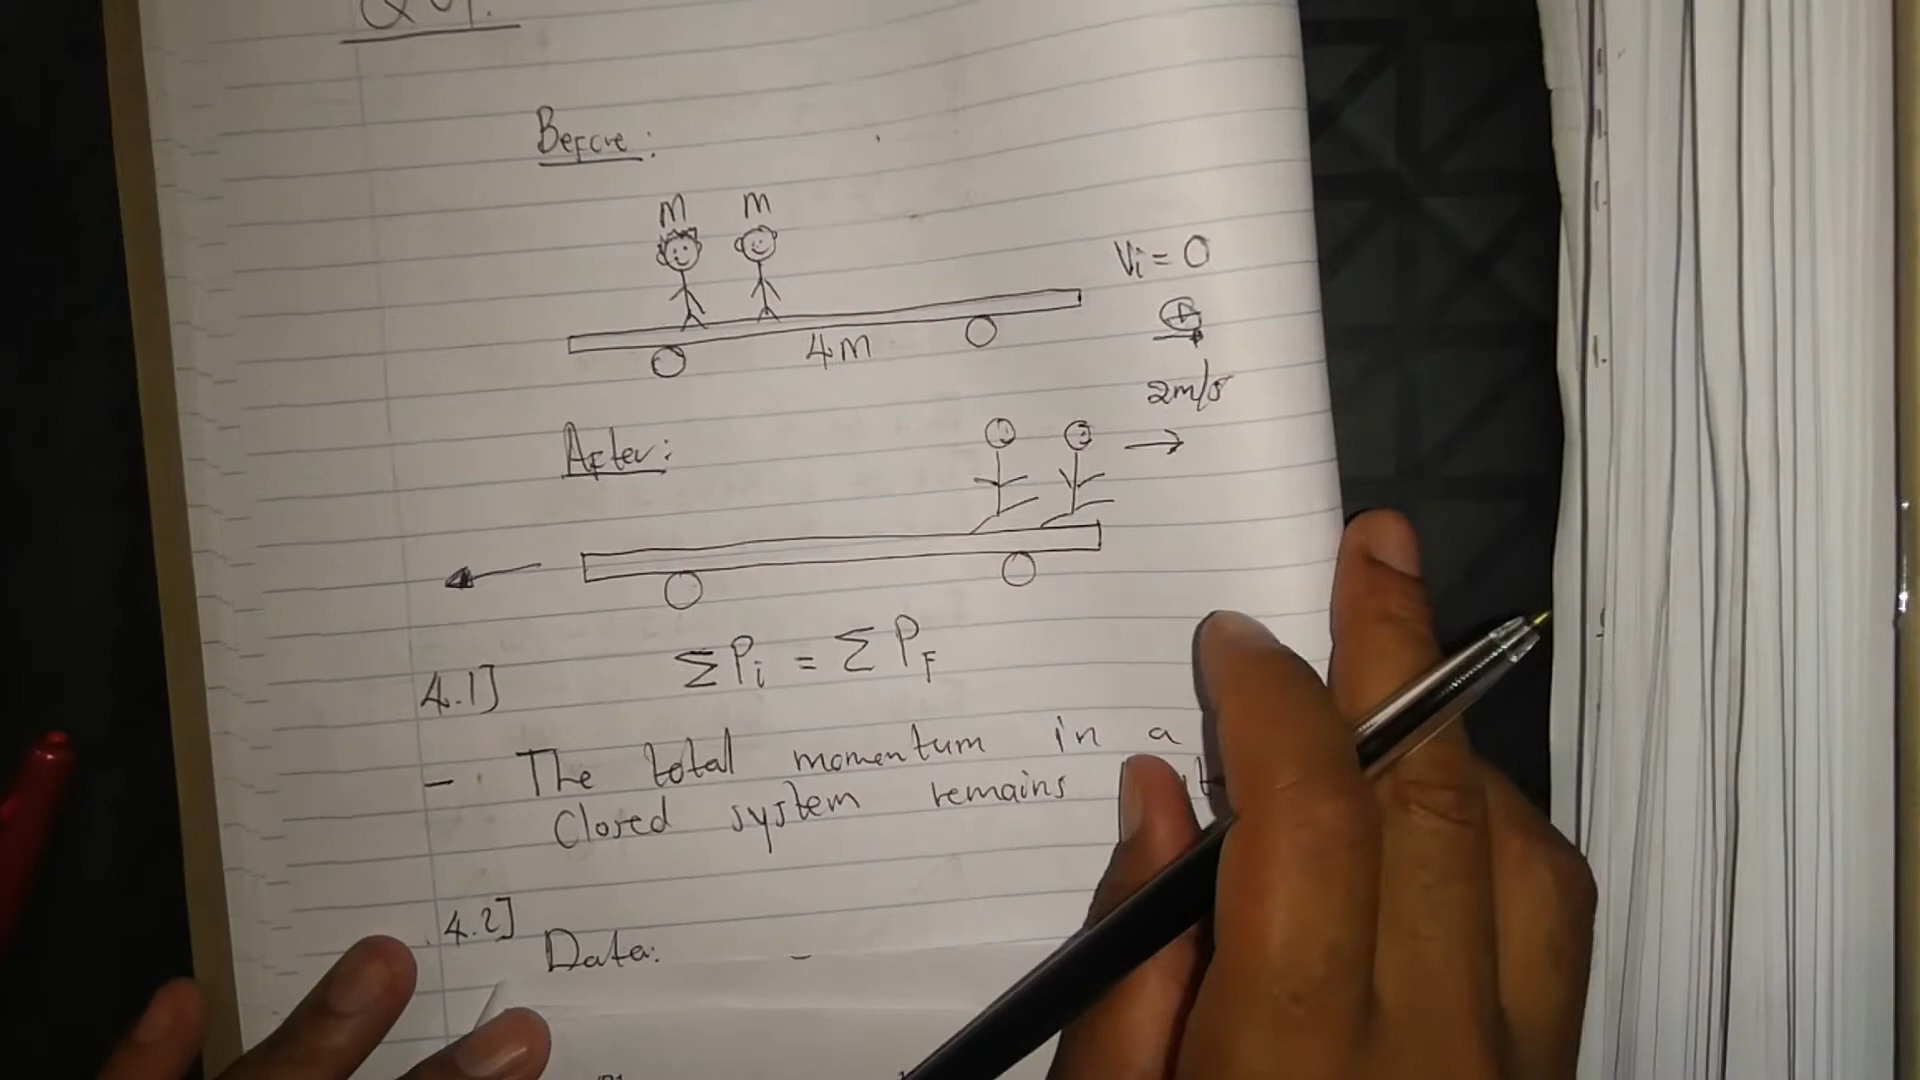 Before:
m m
Vi = 0
4m
+
2m/s
After:
4.1] ΣPi = ΣPF
- The total momentum in a
Closed system remains
4.2]
Data: -